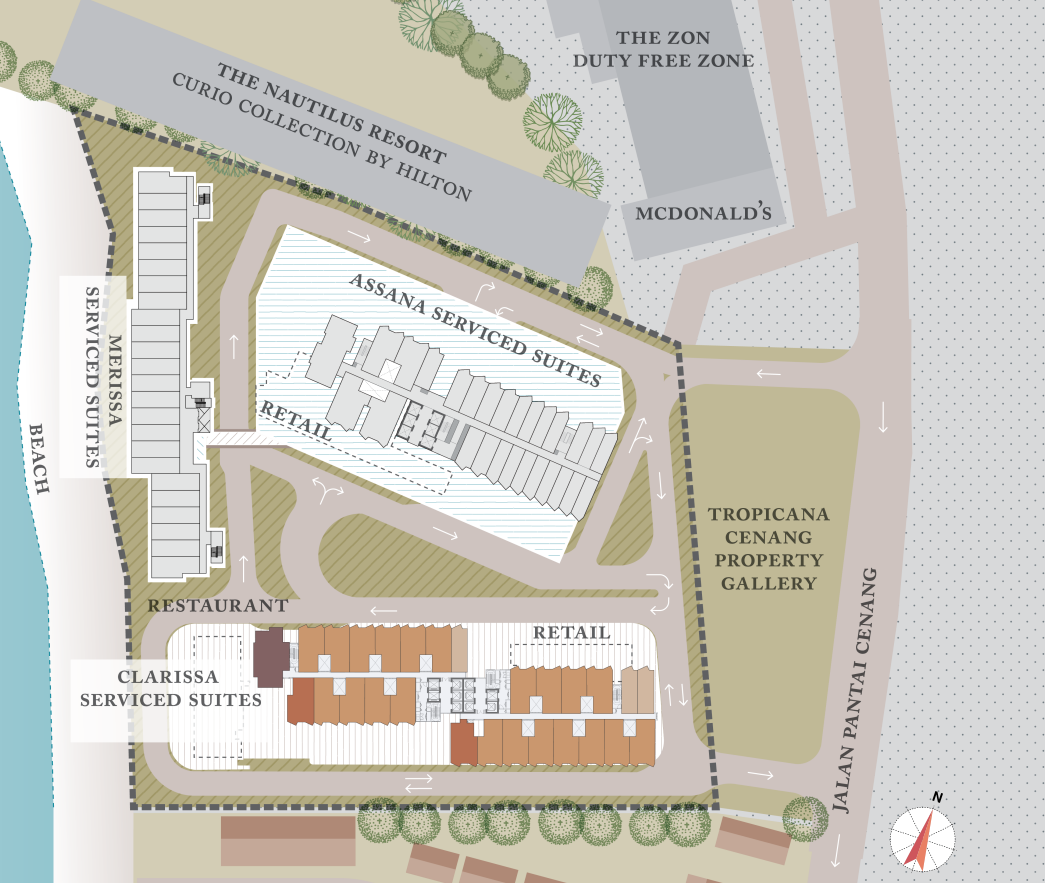 THE ZON
DUTY FREE ZONE
THE NAUTILUS RESORT
CURIO COLLECTION BY HILTON
MCDONALD'S
ASSANA SERVICED SUITES
MERISSA
SERVICED SUITES
RETAIL
BEACH
TROPICANA
CENANG
PROPERTY
GALLERY
RESTAURANT
RETAIL
CLARISSA
SERVICED SUITES
JALAN PANTAI CENANG
N